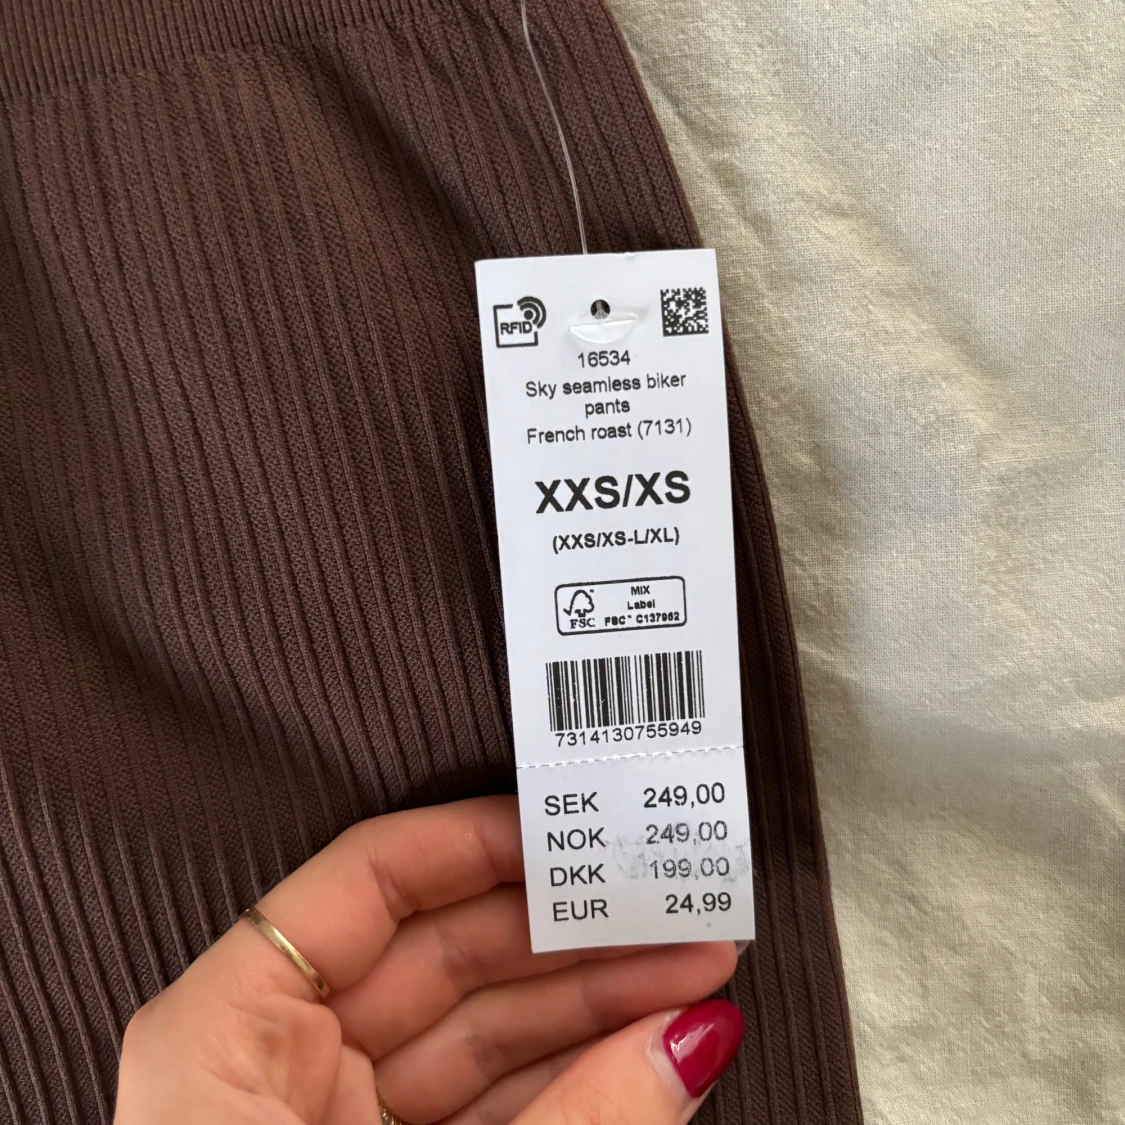 RFID
16534
Sky seamless biker
pants
French roast (7131)
XXS/XS
(XXS/XS-L/XL)
MIX
Label
FSC™ C137962
FSC
7314130755949
SEK 249,00
NOK 249,00
DKK 199,00
EUR 24,99